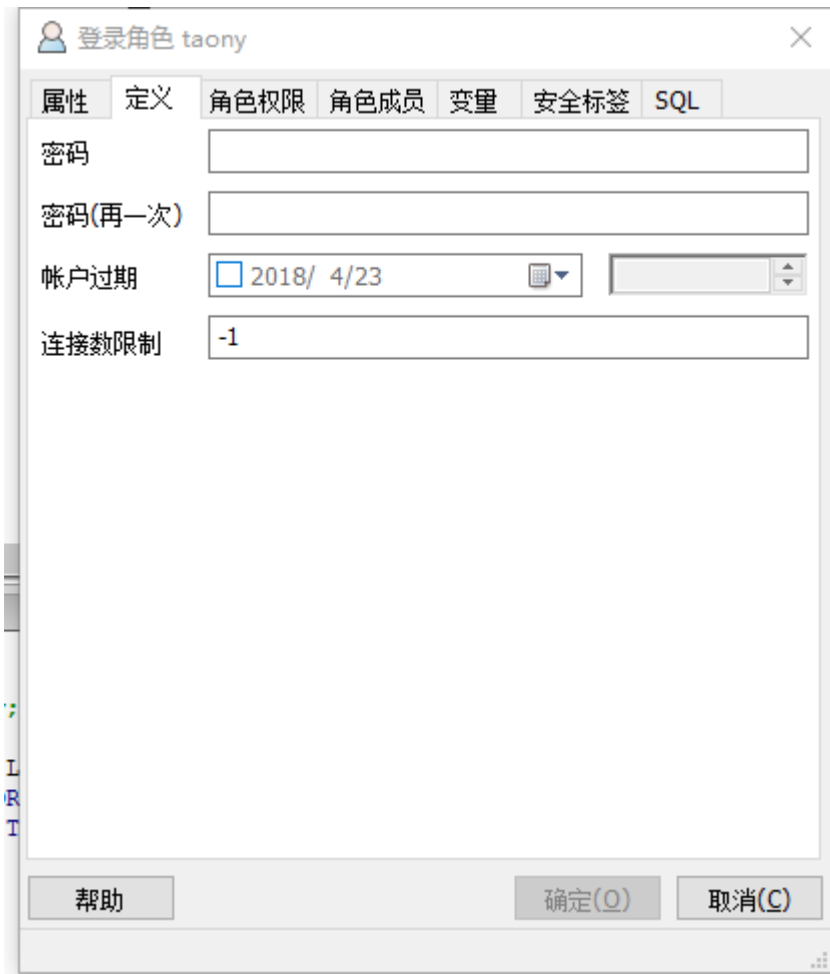 登录角色 taony
属性 定义 角色权限 角色成员 变量 安全标签 SQL
密码
密码(再一次)
帐户过期 2018/ 4/23
连接数限制 -1
;
L
OR
T
帮助 确定(O) 取消(C)